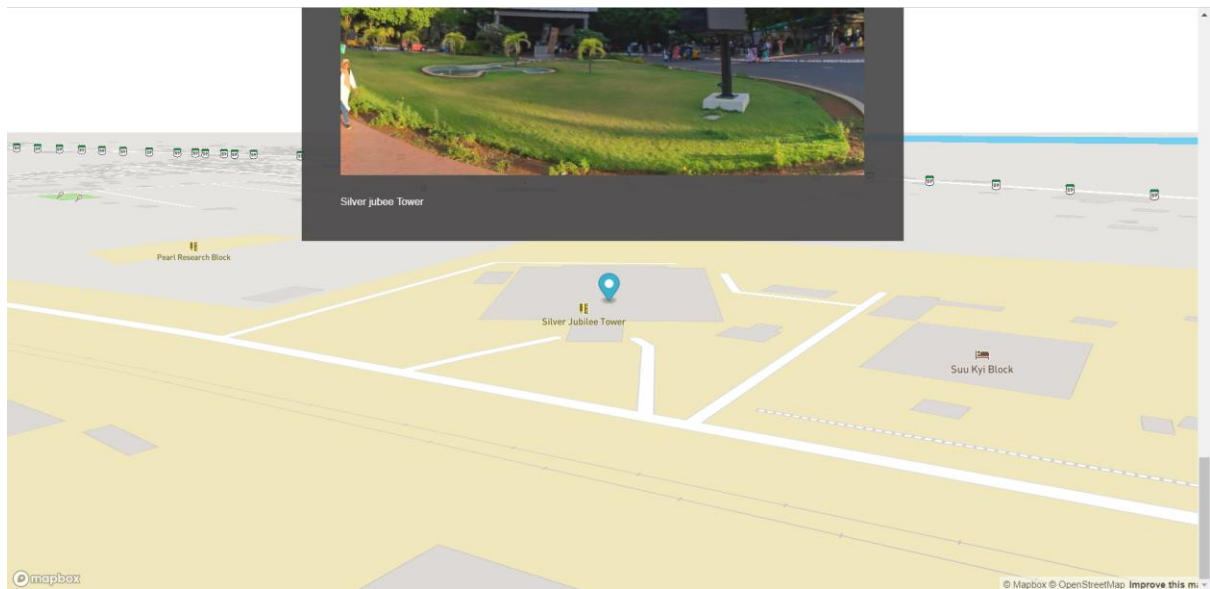 Silver jubee Tower
Pearl Research Block
Silver Jubilee Tower
Suu Kyi Block
mapbox
© Mapbox © OpenStreetMap Improve this m